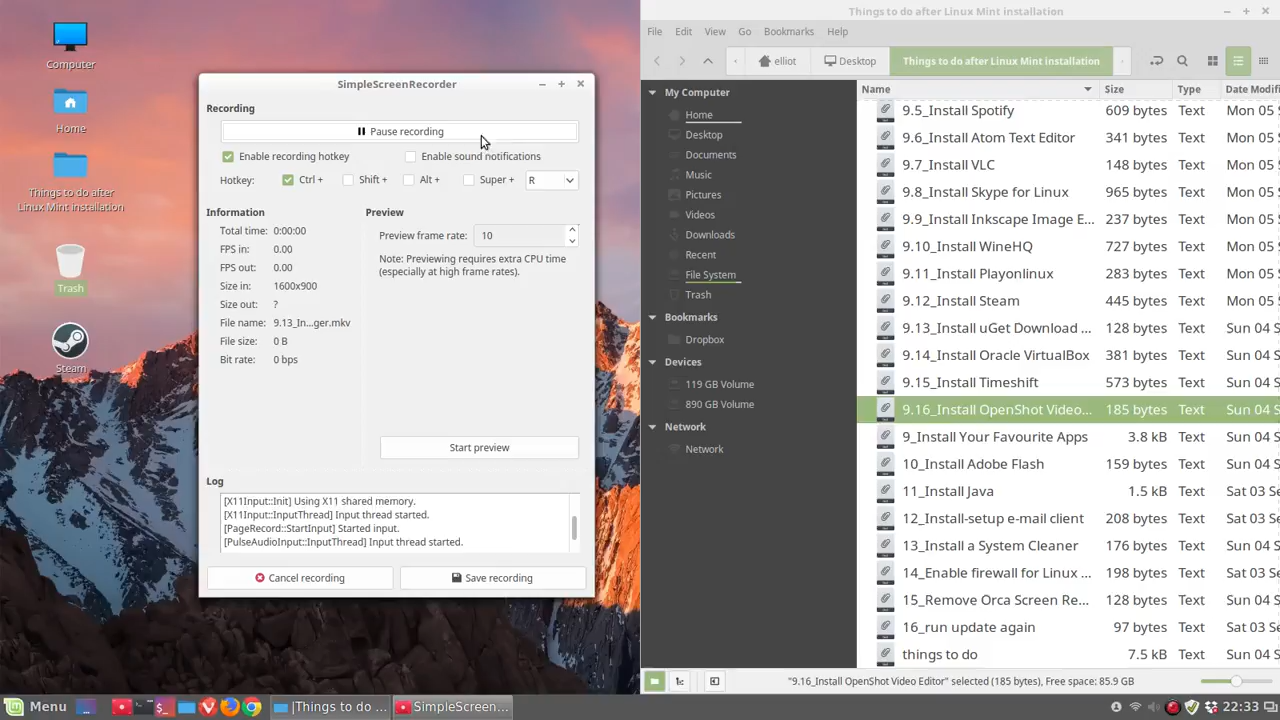 Computer
Home
Things to do after
Linux Mint installation
Trash
Steam
SimpleScreenRecorder
Recording
Pause recording
Enable recording hotkey
Enable sound notifications
Hotkey:
Ctrl +
Shift +
Alt +
Super +
R
Information
Total time: 0:00:00
FPS in: 0.00
FPS out: 0.00
Size in: 1600x900
Size out: ?
File name: 9.13_In...ger.mkv
File size: 0 B
Bit rate: 0 bps
Preview
Preview frame rate: 10
Note: Previewing requires extra CPU time
(especially at high frame rates).
Start preview
Log
[X11Input::Init] Using X11 shared memory.
[X11Input::InputThread] Input thread started.
[PageRecord::StartInput] Started input.
[PulseAudioInput::InputThread] Input thread started.
Cancel recording
Save recording
Things to do after Linux Mint installation
File Edit View Go Bookmarks Help
elliot
Desktop
Things to do after Linux Mint installation
My Computer
Home
Desktop
Documents
Music
Pictures
Videos
Downloads
Recent
File System
Trash
Bookmarks
Dropbox
Devices
119 GB Volume
890 GB Volume
Network
Network
Name Size Type Date Modifi
9.5_Install Spotify 609 bytes Text Mon 05
9.6_Install Atom Text Editor 341 bytes Text Mon 05
9.7_Install VLC 148 bytes Text Mon 05
9.8_Install Skype for Linux 168 bytes Text Mon 05
9.9_Install Inkscape Image E... 237 bytes Text Mon 05
9.10_Install WineHQ 727 bytes Text Mon 05
9.11_Install Playonlinux 283 bytes Text Mon 05
9.12_Install Steam 445 bytes Text Mon 05
9.13_Install uGet Download ... 128 bytes Text Sun 04
9.14_Install Oracle VirtualBox bytes Text Sun 04
9.15_Install Timeshift 573 bytes Text Sun 04
9.16_Install OpenShot Video... 185 bytes Text Sun 04 S
9_Install Your Favourite Apps 3.8 kB Text Sun 04 S
10_Install Adobe Flash 159 bytes Text Sun 04
11_Install Java kB Text Sat 03 S
12_Install-setup e-mail client 208 bytes Text Sat 03 S
13_Install a System Cleaner 176 bytes Text Sat 03 S
14_Enable firewall for Linux ... 198 bytes Text Sat 03 S
15_Remove Orca Screen Re... 128 bytes Text Sun 04 S
16_run update again 97 bytes Text Sat 03 S
things to do 7.5 kB Text Sun 04 S
"9.16_Install OpenShot Video Editor" selected (185 bytes), Free space: 85.9 GB
Menu
[Things to do ...
SimpleScreen...
22:33